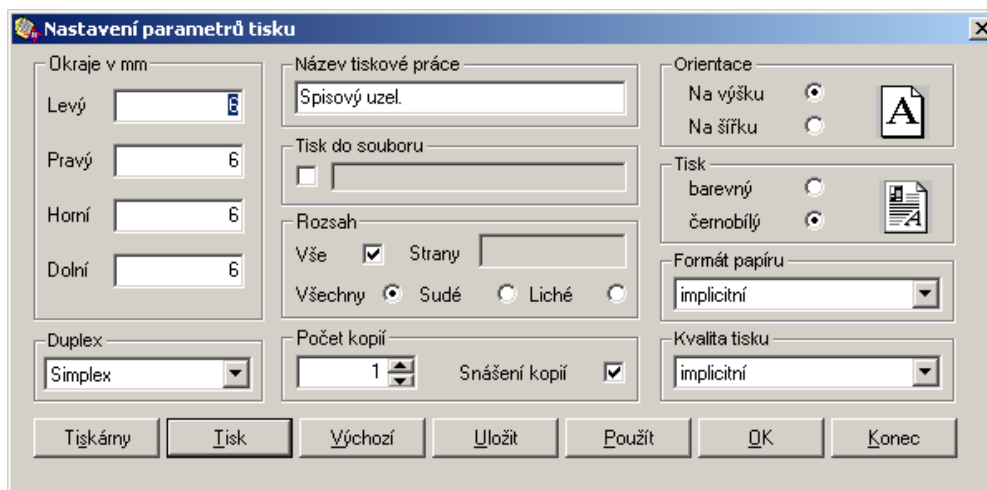 Nastavení parametrů tisku
Okraje v mm
Levý 6
Pravý 6
Horní 6
Dolní 6
Duplex
Simplex
Název tiskové práce
Spisový uzel.
Tisk do souboru
Rozsah
Vše Strany
Všechny Sudé Liché
Počet kopií
1 Snášení kopií
Orientace
Na výšku
Na šířku
A
Tisk
barevný
černobílý
A
Formát papíru
implicitní
Kvalita tisku
implicitní
Tiskárny Tisk Výchozí Uložit Použít OK Konec